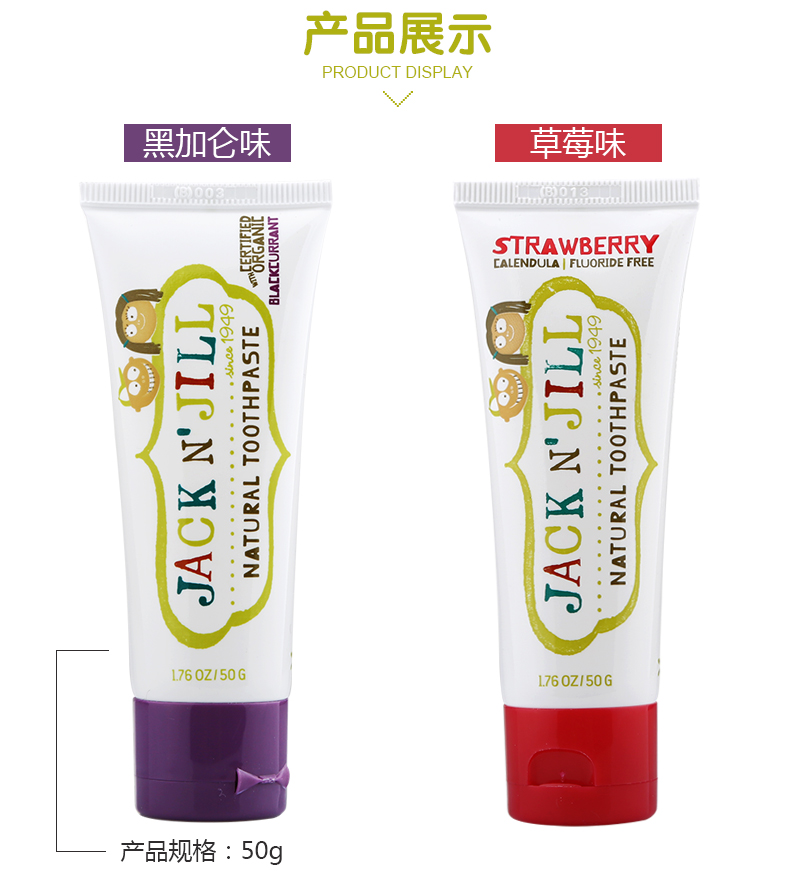 产品展示
PRODUCT DISPLAY
黑加仑味
草莓味
(B)003
WITH CERTIFIED
ORGANIC
BLACKCURRANT
JACK N' JILL
since 1949
NATURAL TOOTHPASTE
1.76 OZ/50 G
(B)013
STRAWBERRY
CALENDULA | FLUORIDE FREE
JACK N' JILL
since 1949
NATURAL TOOTHPASTE
1.76 OZ/50 G
产品规格：50g